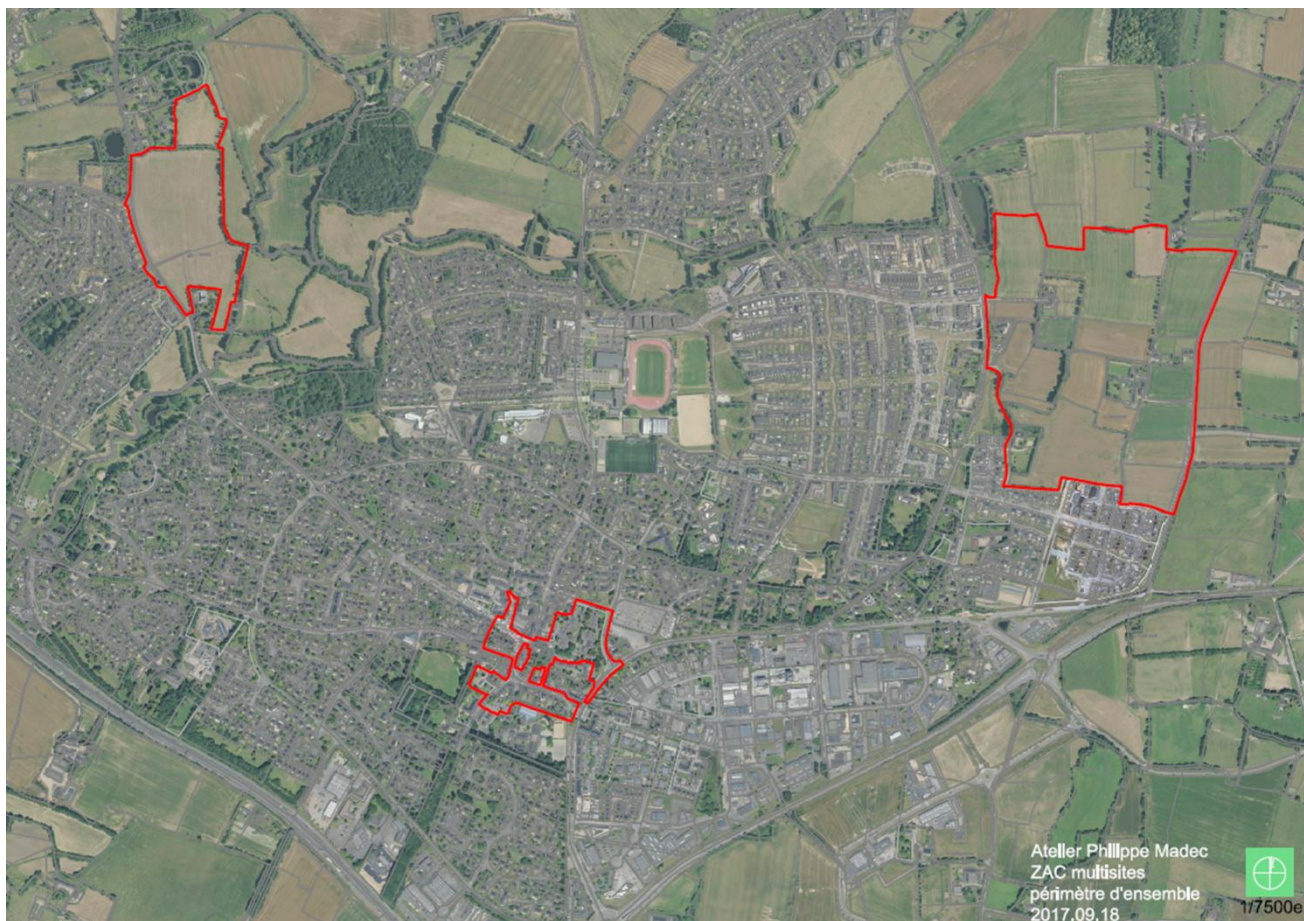 Atelier Philippe Madec
ZAC multisites
périmètre d'ensemble
2017.09.18
1/7500e